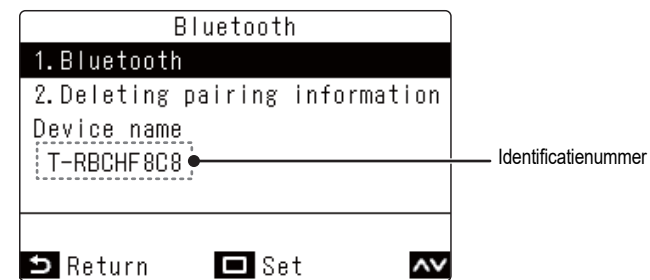 Bluetooth
1.Bluetooth
2.Deleting pairing information
Device name
T-RBCHF8C8
Identificatienummer
Return Set